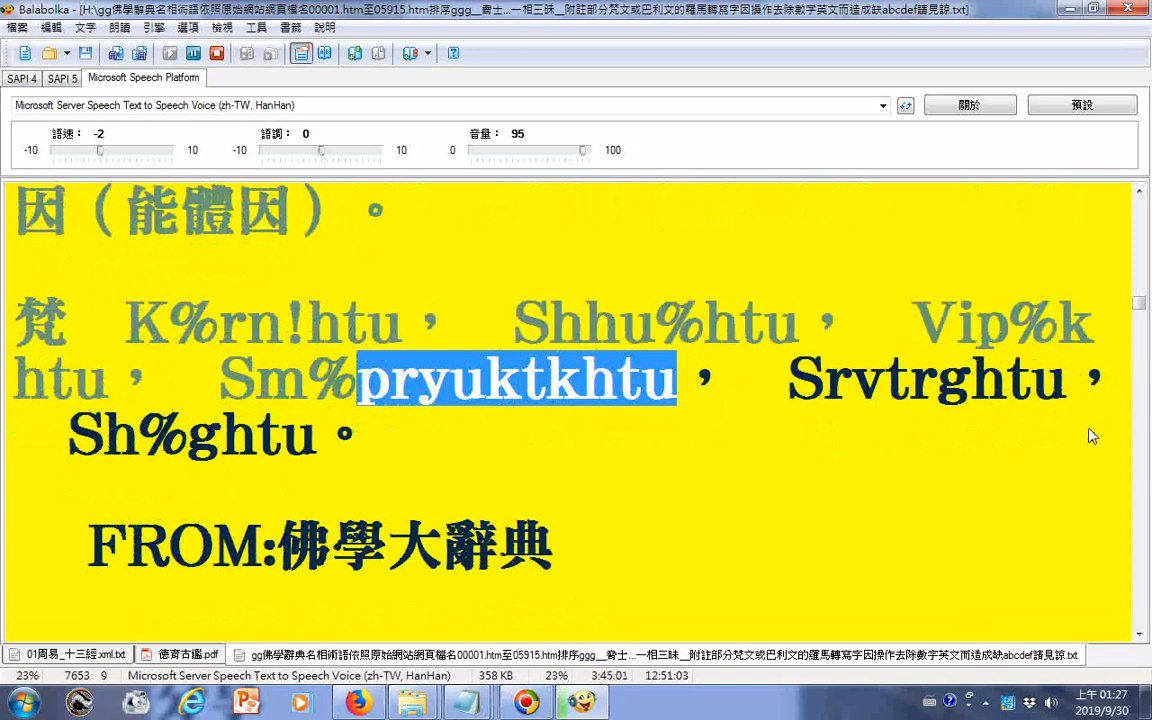 Balabolka - [H:\gg佛學辭典名相術語依照原始網站網頁檔名00001.htm至05915.htm排序ggg__爵士...一相三昧__附註部分梵文或巴利文的羅馬轉寫字因操作去除數字英文而造成缺abcdef請見諒.txt]
檔案 編輯 文字 朗讀 引擎 選項 檢視 工具 書籤 說明
SAPI 4 SAPI 5 Microsoft Speech Platform
Microsoft Server Speech Text to Speech Voice (zh-TW, HanHan) 關於 預設
語速： -2 語調： 0 音量： 95
-10 10 -10 10 0 100
因（能體因）。
梵 K%rn!htu， Shhu%htu， Vip%k
htu， Sm%pryuktkhtu， Srvtrghtu，
Sh%ghtu。
FROM:佛學大辭典
01周易_十三經.xml.txt 德育古鑑.pdf gg佛學辭典名相術語依照原始網站網頁檔名00001.htm至05915.htm排序ggg__爵士...一相三昧__附註部分梵文或巴利文的羅馬轉寫字因操作去除數字英文而造成缺abcdef請見諒.txt
23% 7653 9 Microsoft Server Speech Text to Speech Voice (zh-TW, HanHan) 358 KB 23% 3:45:01 12:51:03
上午 01:27
2019/9/30